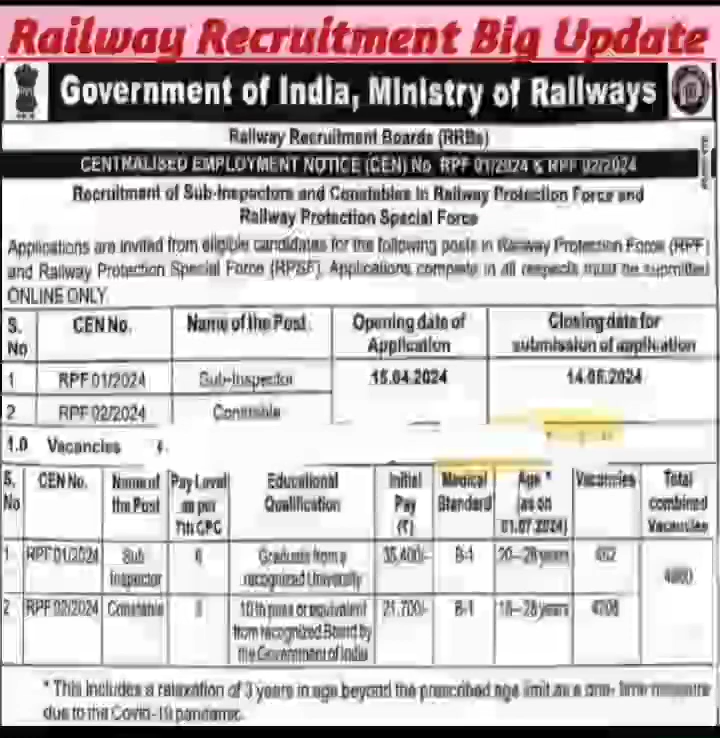 Railway Recruitment Big Update
Government of India, Ministry of Railways
Railway Recruitment Boards (RRBs)
CENTRALISED EMPLOYMENT NOTICE (CEN) No. RPF 01/2024 & RPF 02/2024
Recruitment of Sub-Inspectors and Constables in Railway Protection Force and
Railway Protection Special Force
Applications are invited from eligible candidates for the following posts in Railway Protection Force (RPF)
and Railway Protection Special Force (RPSF). Applications complete in all respects must be submitted
ONLINE ONLY.
S. No CEN No. Name of the Post Opening date of Application Closing date for submission of application
1 RPF 01/2024 Sub-Inspector 15.04.2024 14.05.2024
2 RPF 02/2024 Constable
1.0 Vacancies
S. No CEN No. Name of the Post Pay Level as per 7th CPC Educational Qualification Initial Pay (₹) Medical Standard Age * (as on 01.07.2024) Vacancies Total combined Vacancies
1 RPF 01/2024 Sub Inspector 6 Graduate from a recognized University 35,400/- B-1 20-28 years 452 4660
2 RPF 02/2024 Constable 3 10th pass or equivalent from recognized Board by the Government of India 21,700/- B-1 18-28 years 4208
* This includes a relaxation of 3 years in age beyond the prescribed age limit as a one-time measure
due to the Covid-19 pandemic.